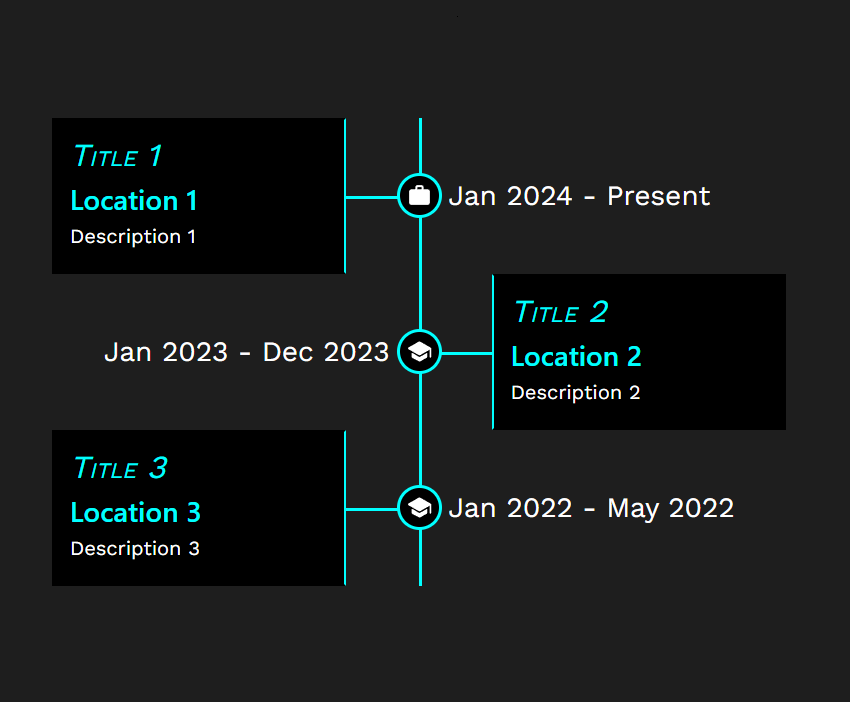 Title 1
Location 1
Description 1
Jan 2024 - Present
Jan 2023 - Dec 2023
Title 2
Location 2
Description 2
Title 3
Location 3
Description 3
Jan 2022 - May 2022